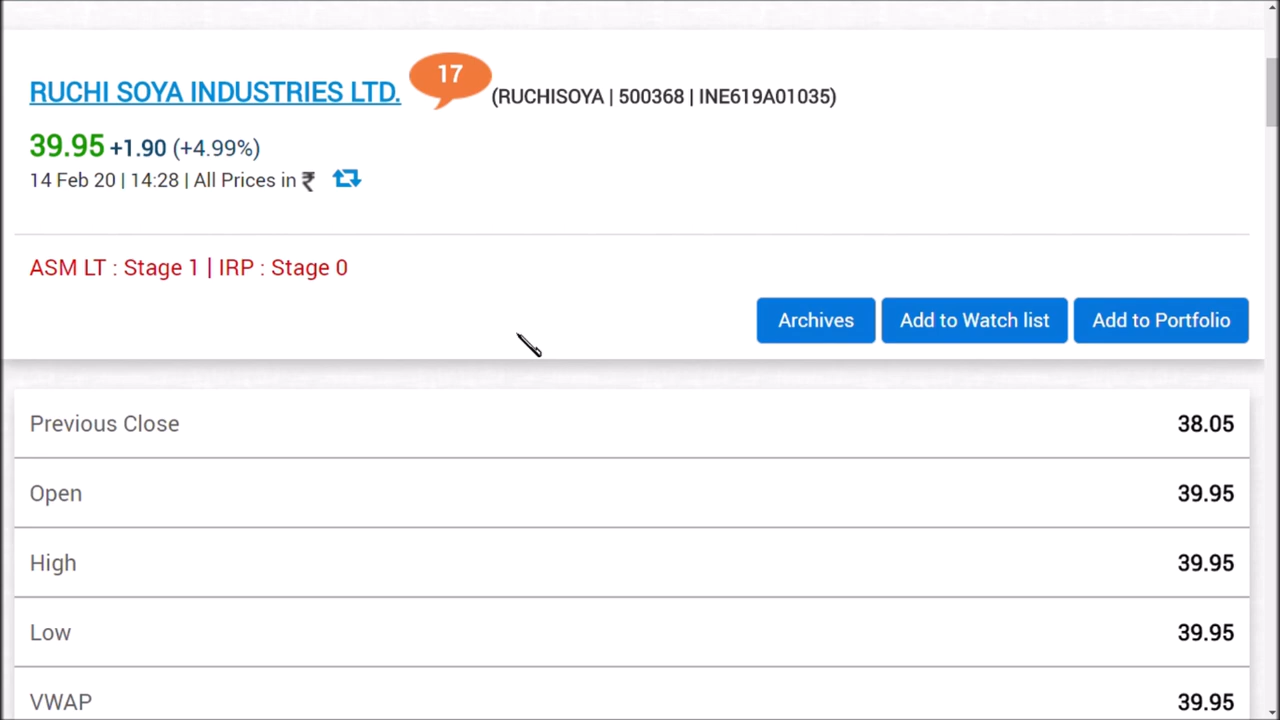 RUCHI SOYA INDUSTRIES LTD. 17 (RUCHISOYA | 500368 | INE619A01035)
39.95 +1.90 (+4.99%)
14 Feb 20 | 14:28 | All Prices in ₹
ASM LT : Stage 1 | IRP : Stage 0
Archives Add to Watch list Add to Portfolio
Previous Close 38.05
Open 39.95
High 39.95
Low 39.95
VWAP 39.95